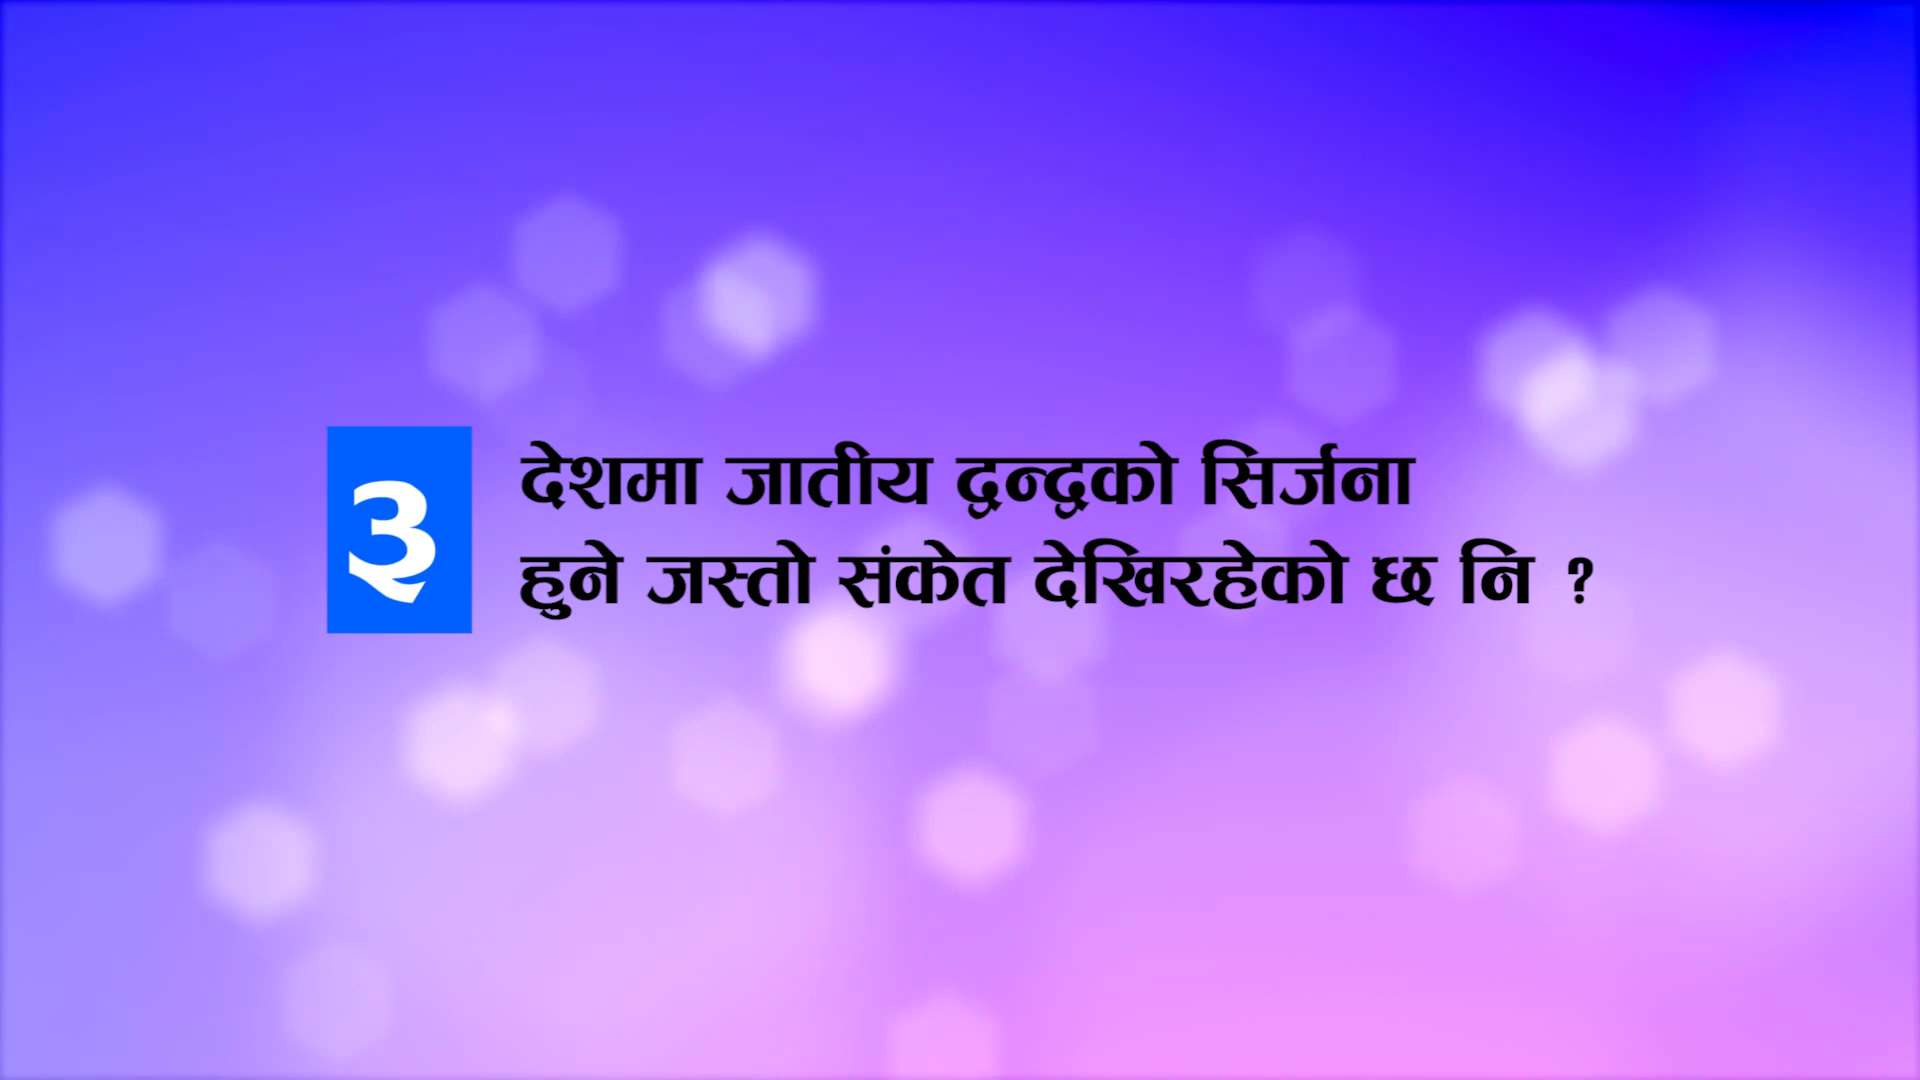 ३
देशमा जातीय द्वन्द्वको सिर्जना
हुने जस्तो संकेत देखिरहेको छ नि ?